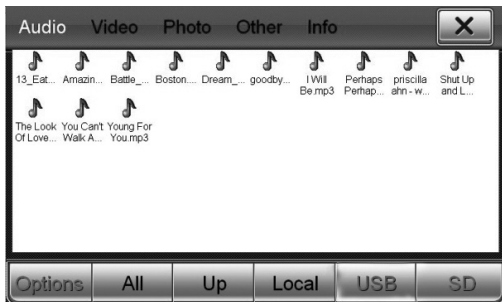 Audio Video Photo Other Info
13_Eat... Amazin... Battle_... Boston.... Dream_... goodby... I Will Perhaps priscilla Shut Up
Be.mp3 Perhap... ahn - w... and L...
The Look You Can't Young For
Of Love... Walk A... You.mp3
Options All Up Local USB SD